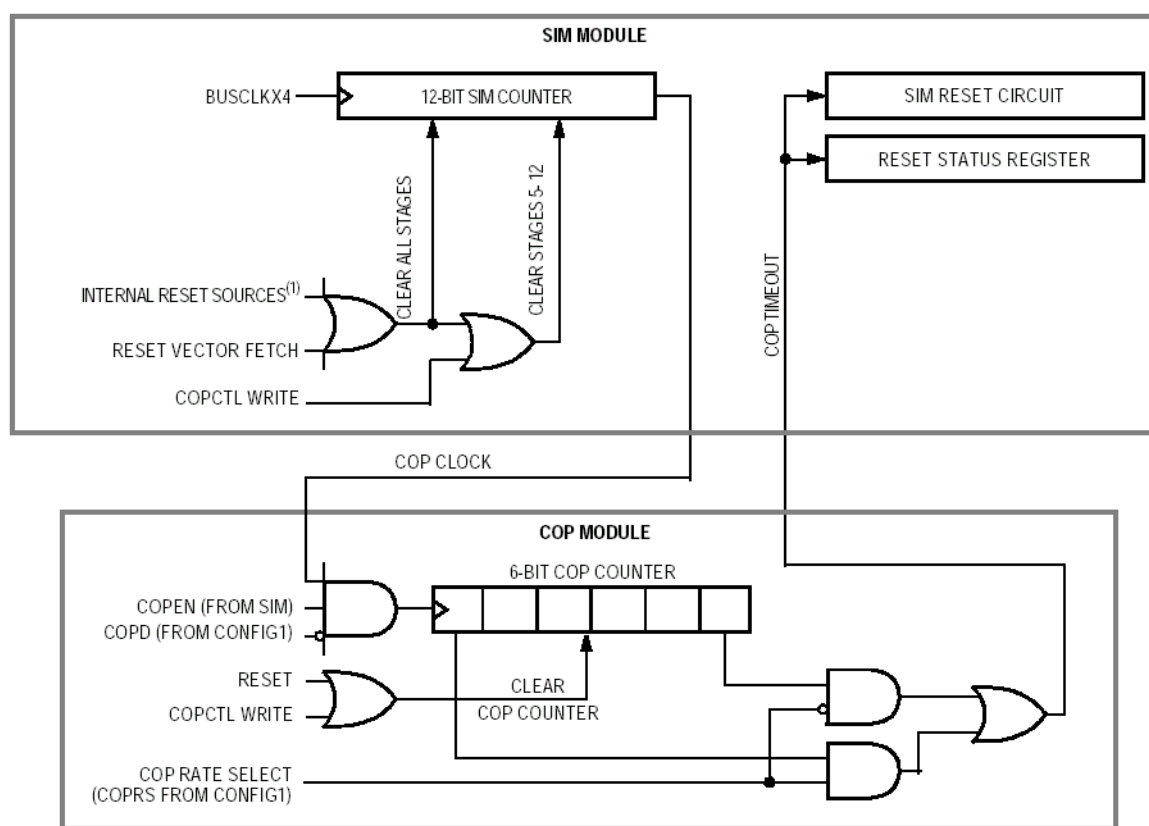 SIM MODULE
BUSCLKX4
12-BIT SIM COUNTER
SIM RESET CIRCUIT
RESET STATUS REGISTER
CLEAR ALL STAGES
CLEAR STAGES 5- 12
COP TIMEOUT
INTERNAL RESET SOURCES(1)
RESET VECTOR FETCH
COPCTL WRITE
COP CLOCK
COP MODULE
6-BIT COP COUNTER
COPEN (FROM SIM)
COPD (FROM CONFIG1)
RESET
COPCTL WRITE
CLEAR
COP COUNTER
COP RATE SELECT
(COPRS FROM CONFIG1)